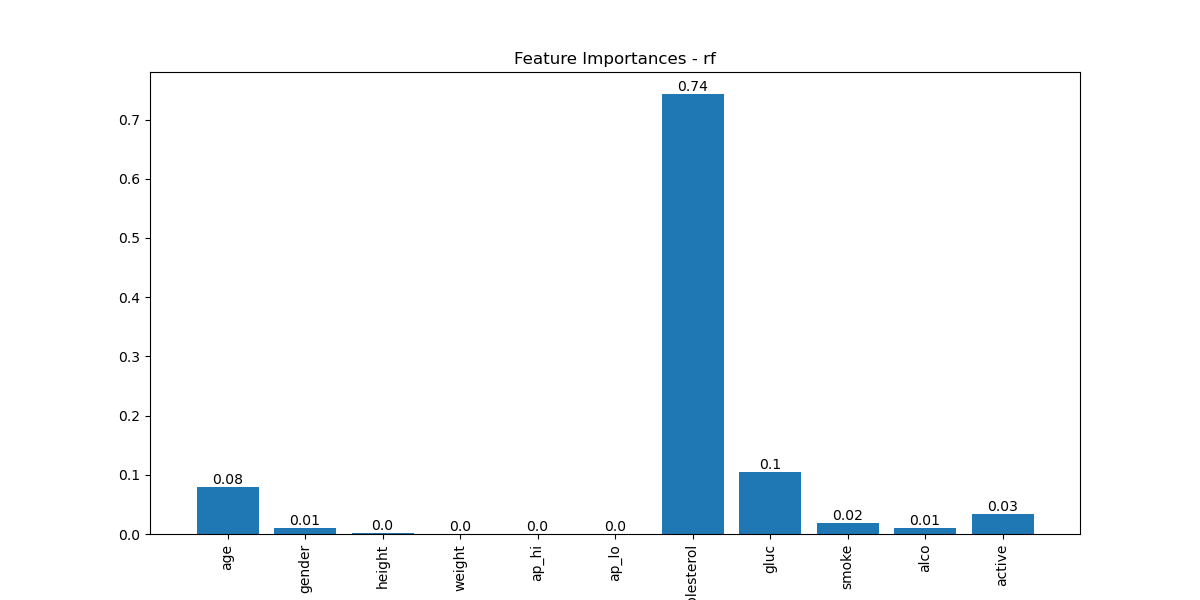 Feature Importances - rf
0.7
0.6
0.5
0.4
0.3
0.2
0.1
0.0
0.08
0.01
0.0
0.0
0.0
0.0
0.74
0.1
0.02
0.01
0.03
age
gender
height
weight
ap_hi
ap_lo
olesterol
gluc
smoke
alco
active